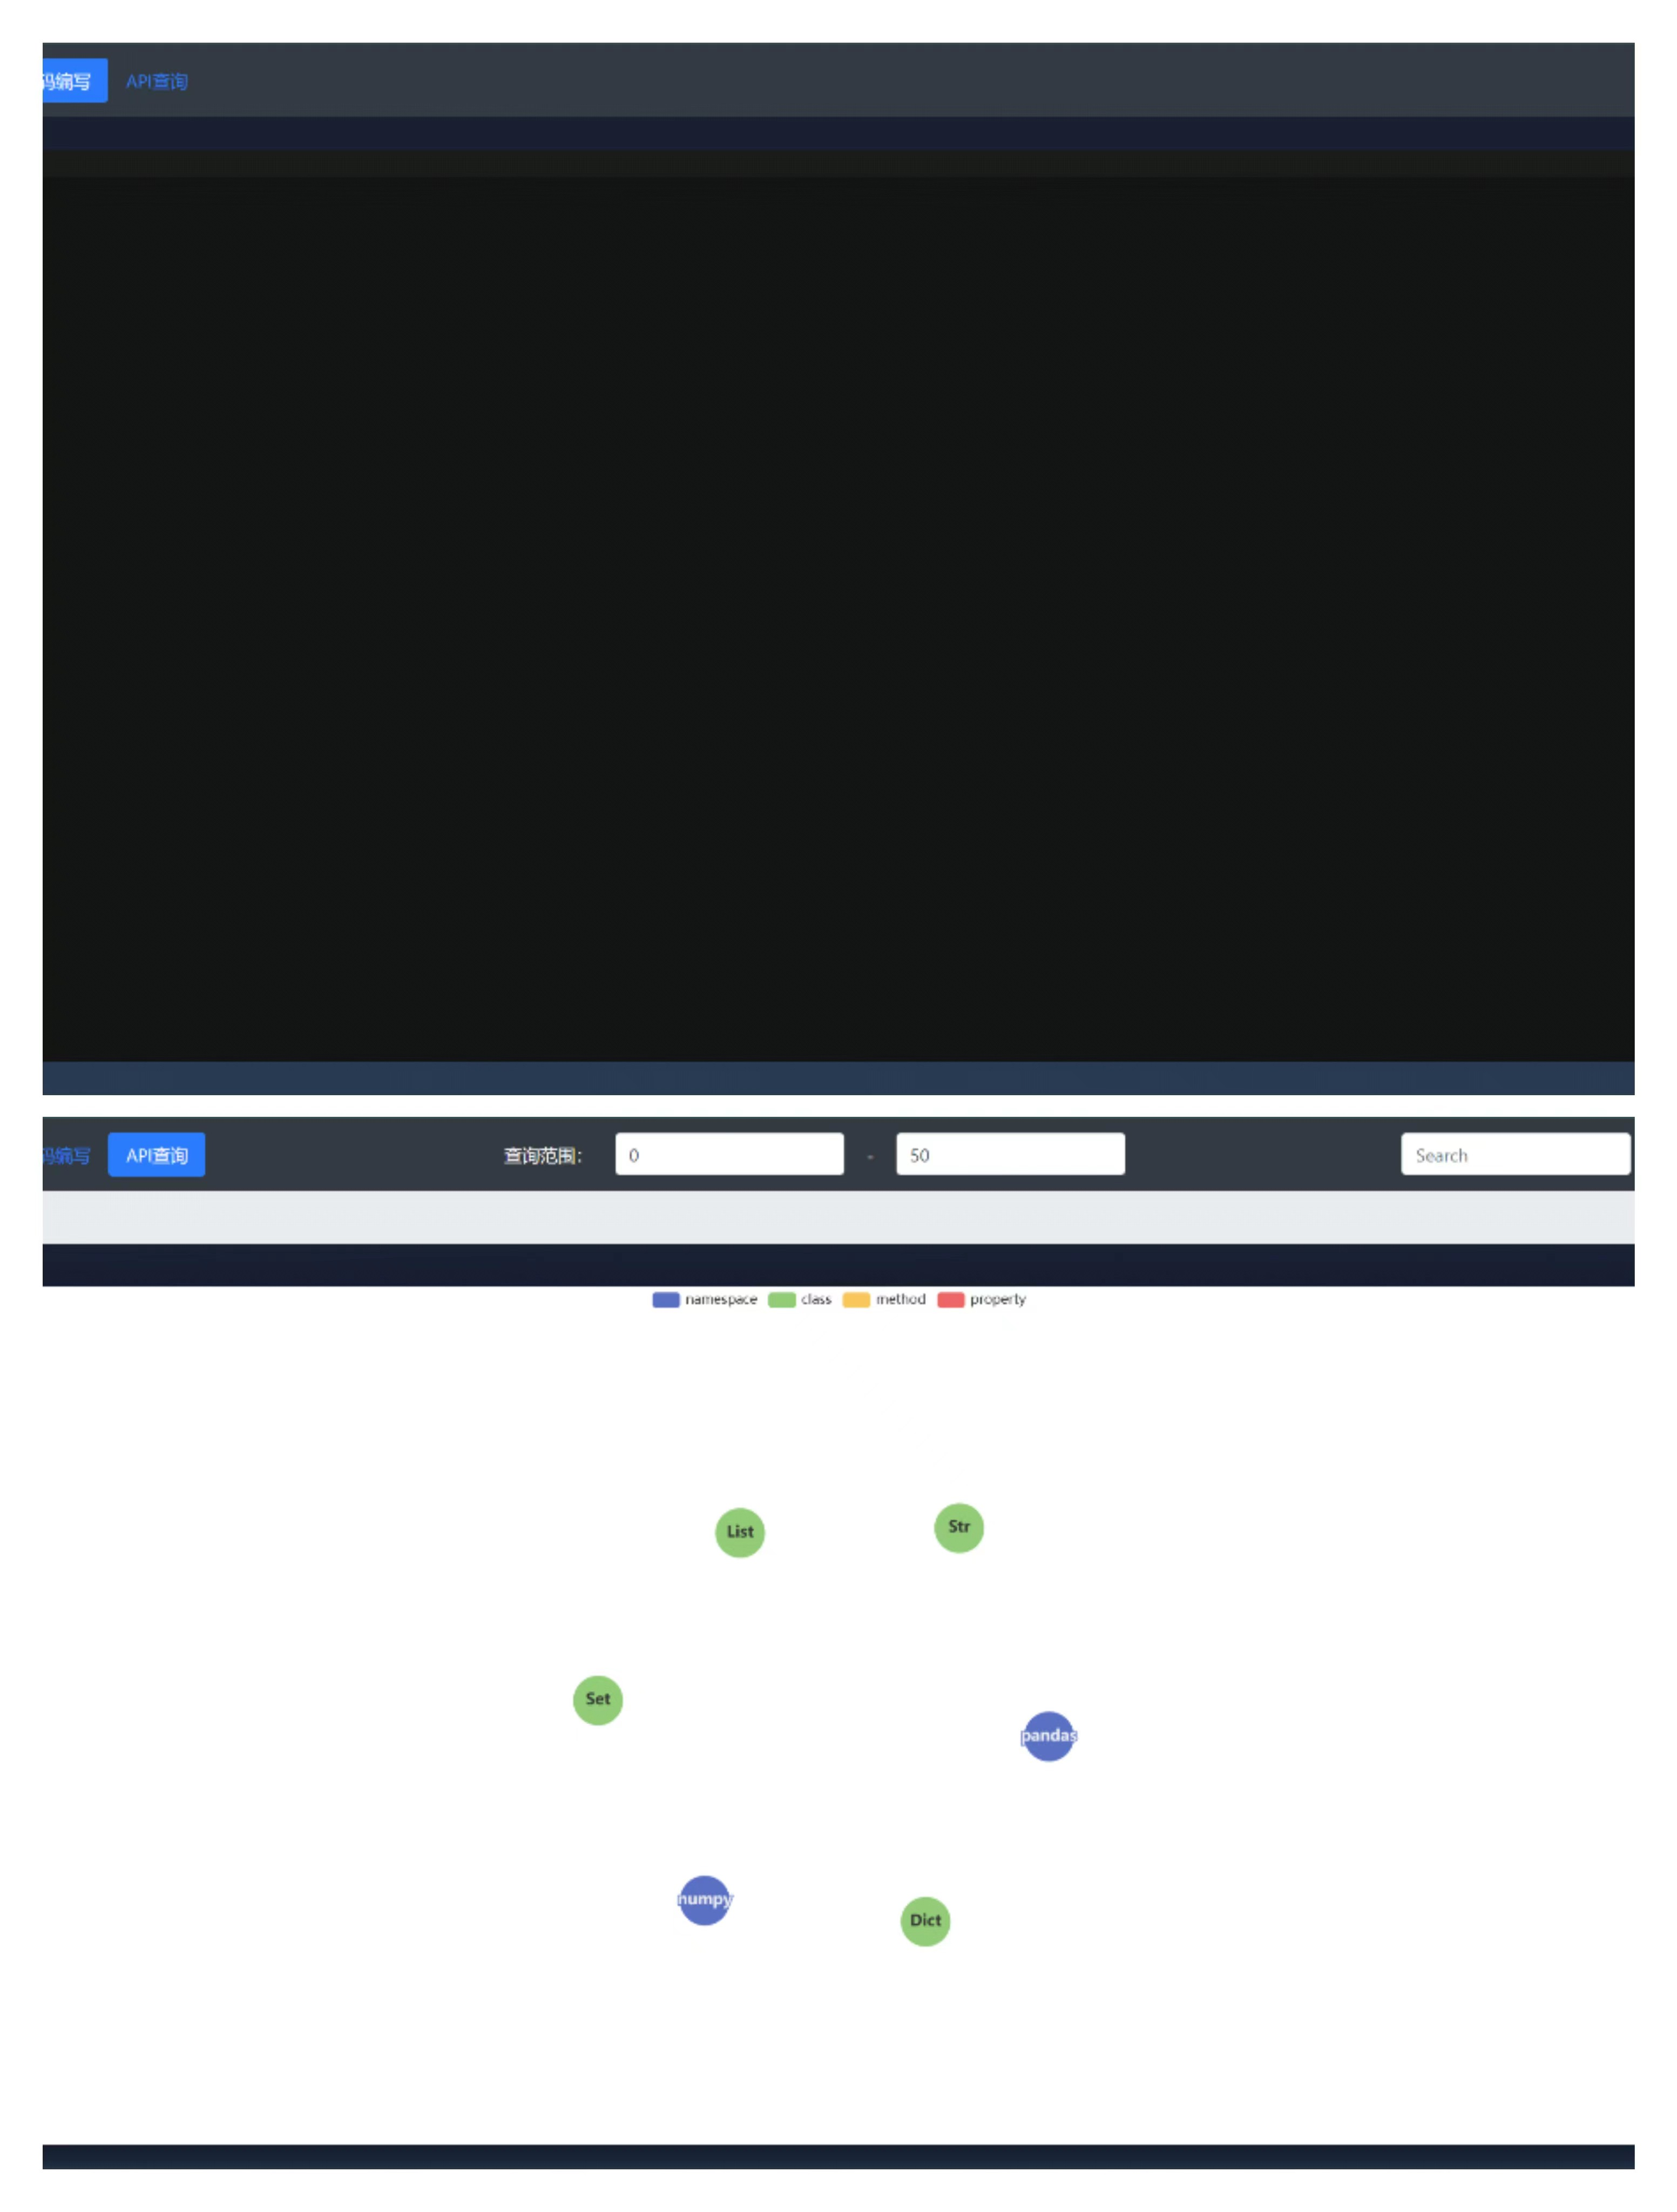 码编写 API查询
码编写 API查询 查询范围: 0 - 50 Search
namespace class method property
List Str
Set
pandas
numpy
Dict